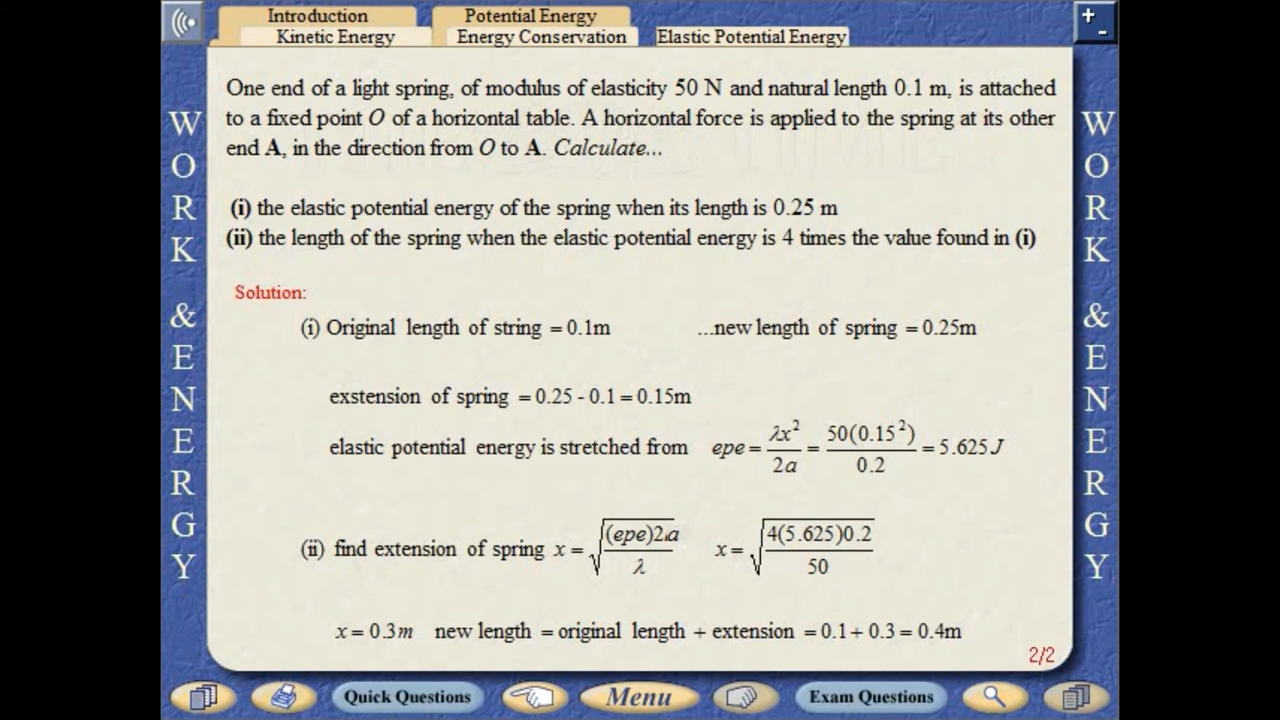 Introduction
Potential Energy
Kinetic Energy
Energy Conservation
Elastic Potential Energy
+
-
One end of a light spring, of modulus of elasticity 50 N and natural length 0.1 m, is attached
to a fixed point O of a horizontal table. A horizontal force is applied to the spring at its other
end A, in the direction from O to A. Calculate...
(i) the elastic potential energy of the spring when its length is 0.25 m
(ii) the length of the spring when the elastic potential energy is 4 times the value found in (i)
Solution:
(i) Original length of string = 0.1m ...new length of spring = 0.25m
exstension of spring = 0.25 - 0.1 = 0.15m
elastic potential energy is stretched from epe = λx²/2a = 50(0.15²)/0.2 = 5.625J
(ii) find extension of spring x = √((epe)2.a/λ) x = √(4(5.625)0.2/50)
x = 0.3m new length = original length + extension = 0.1 + 0.3 = 0.4m
2/2
WORK & ENERGY
WORK & ENERGY
Quick Questions
Menu
Exam Questions